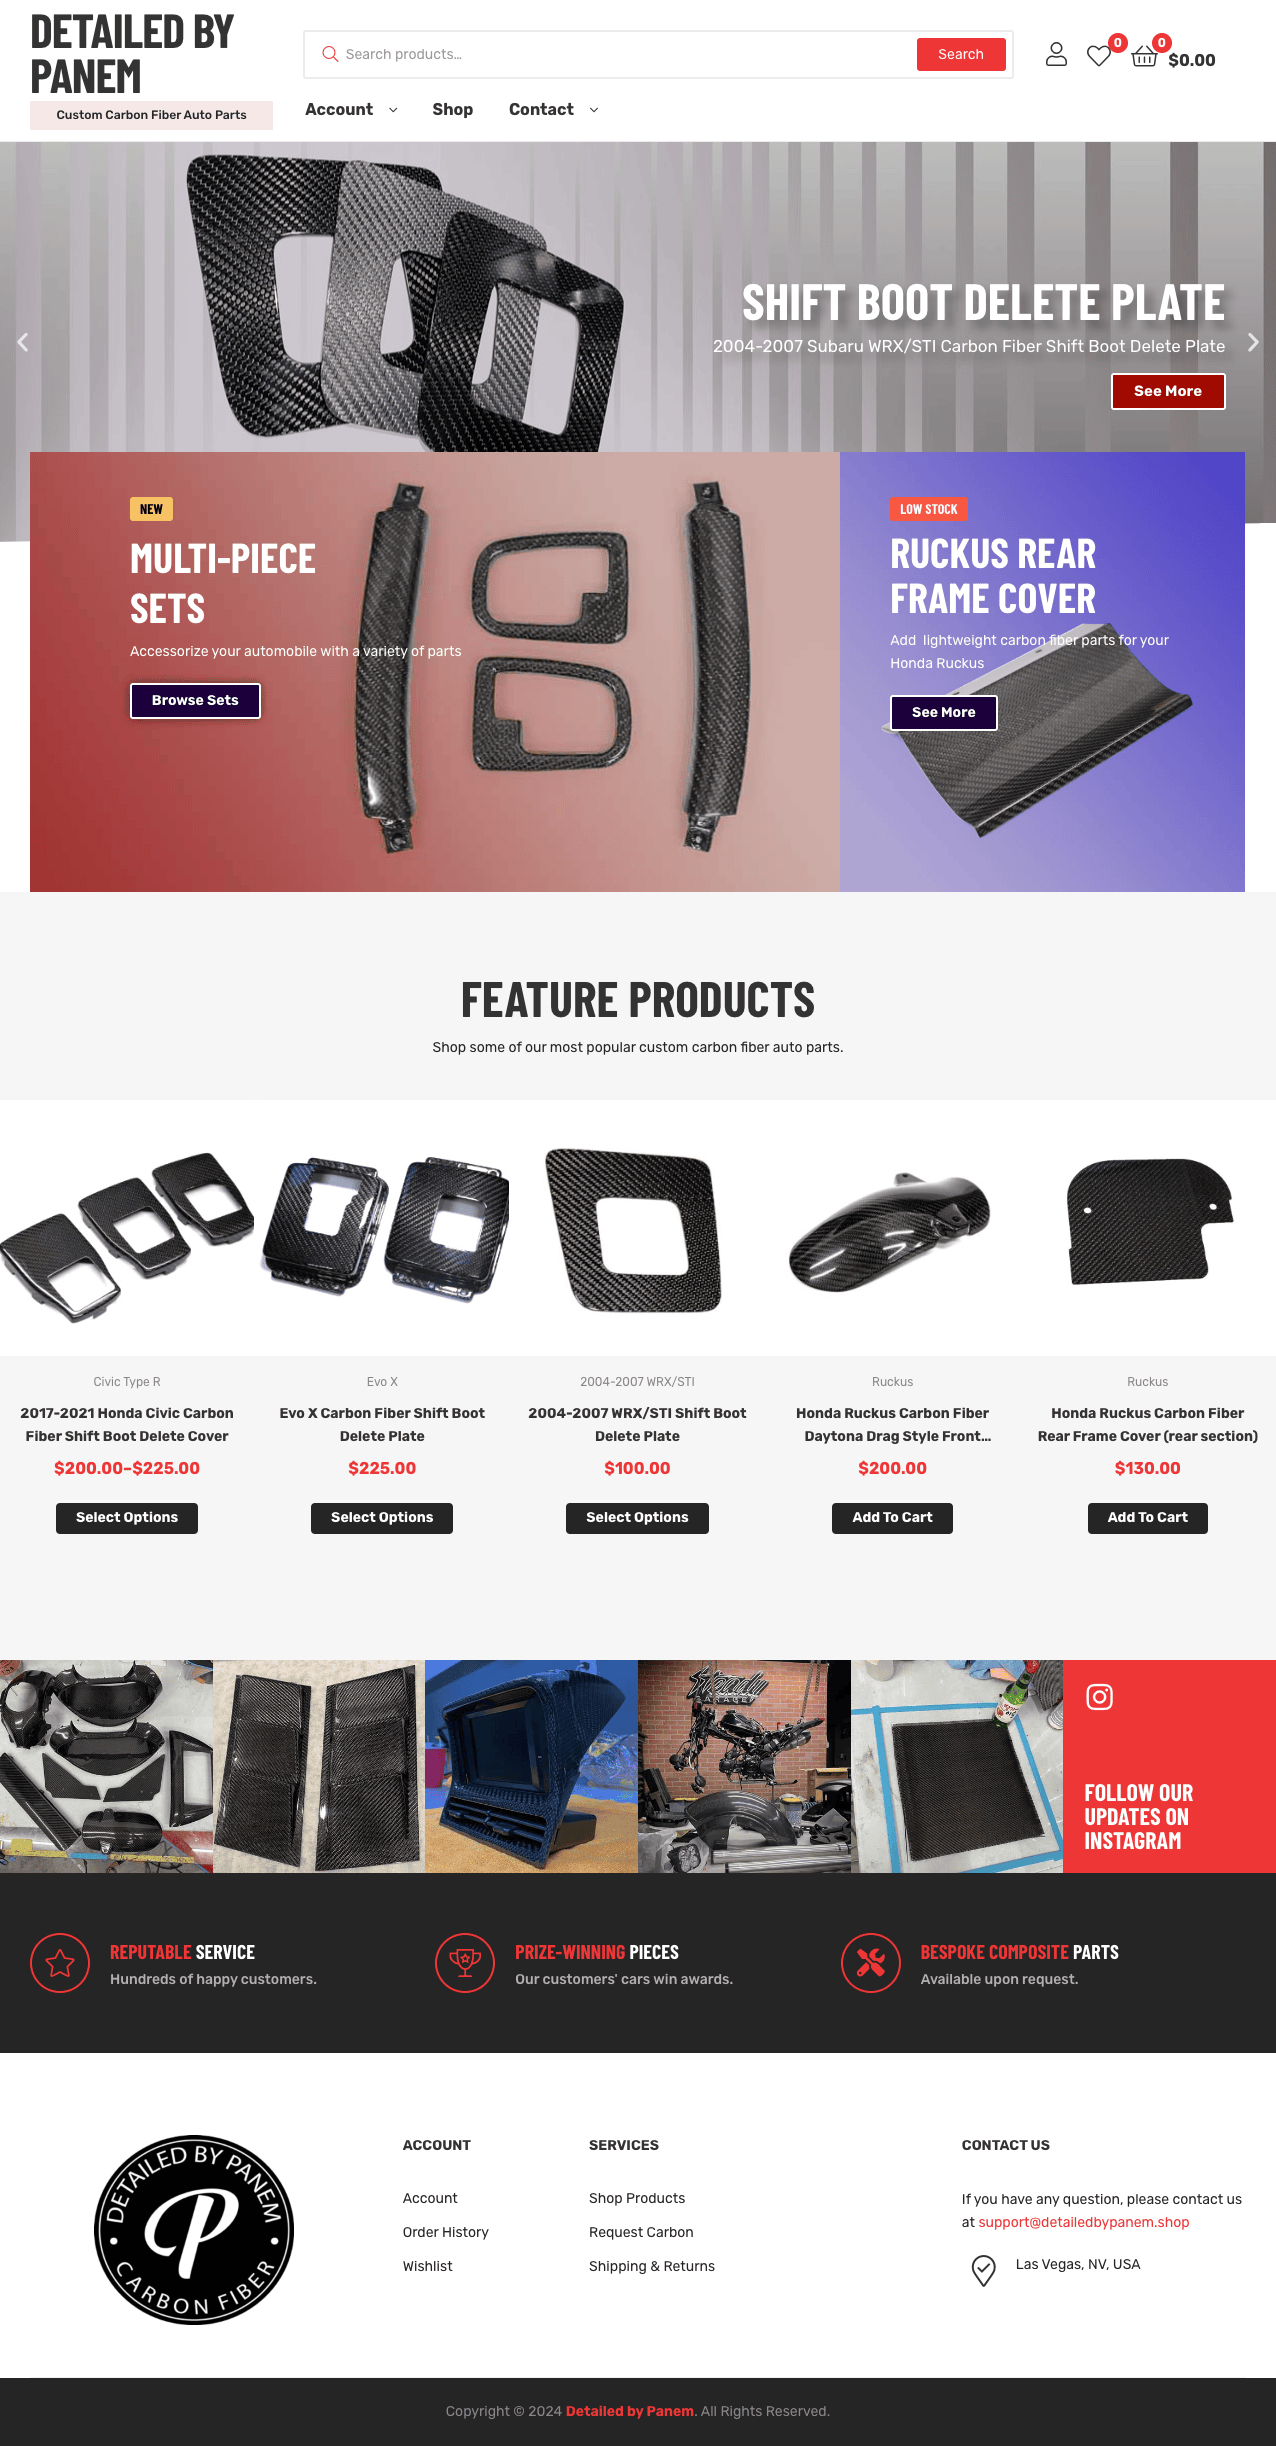 DETAILED BY
PANEM
Custom Carbon Fiber Auto Parts
Search products…
Search
0
0
$0.00
Account
Shop
Contact
SHIFT BOOT DELETE PLATE
2004-2007 Subaru WRX/STI Carbon Fiber Shift Boot Delete Plate
See More
NEW
MULTI-PIECE
SETS
Accessorize your automobile with a variety of parts
Browse Sets
LOW STOCK
RUCKUS REAR
FRAME COVER
Add lightweight carbon fiber parts for your
Honda Ruckus
See More
FEATURE PRODUCTS
Shop some of our most popular custom carbon fiber auto parts.
Civic Type R
2017-2021 Honda Civic Carbon
Fiber Shift Boot Delete Cover
$200.00–$225.00
Select Options
Evo X
Evo X Carbon Fiber Shift Boot
Delete Plate
$225.00
Select Options
2004-2007 WRX/STI
2004-2007 WRX/STI Shift Boot
Delete Plate
$100.00
Select Options
Ruckus
Honda Ruckus Carbon Fiber
Daytona Drag Style Front...
$200.00
Add To Cart
Ruckus
Honda Ruckus Carbon Fiber
Rear Frame Cover (rear section)
$130.00
Add To Cart
Steady
GARAGE
FOLLOW OUR
UPDATES ON
INSTAGRAM
REPUTABLE SERVICE
Hundreds of happy customers.
PRIZE-WINNING PIECES
Our customers' cars win awards.
BESPOKE COMPOSITE PARTS
Available upon request.
DETAILED BY PANEM
P
CARBON FIBER
ACCOUNT
Account
Order History
Wishlist
SERVICES
Shop Products
Request Carbon
Shipping & Returns
CONTACT US
If you have any question, please contact us
at support@detailedbypanem.shop
Las Vegas, NV, USA
Copyright © 2024 Detailed by Panem. All Rights Reserved.